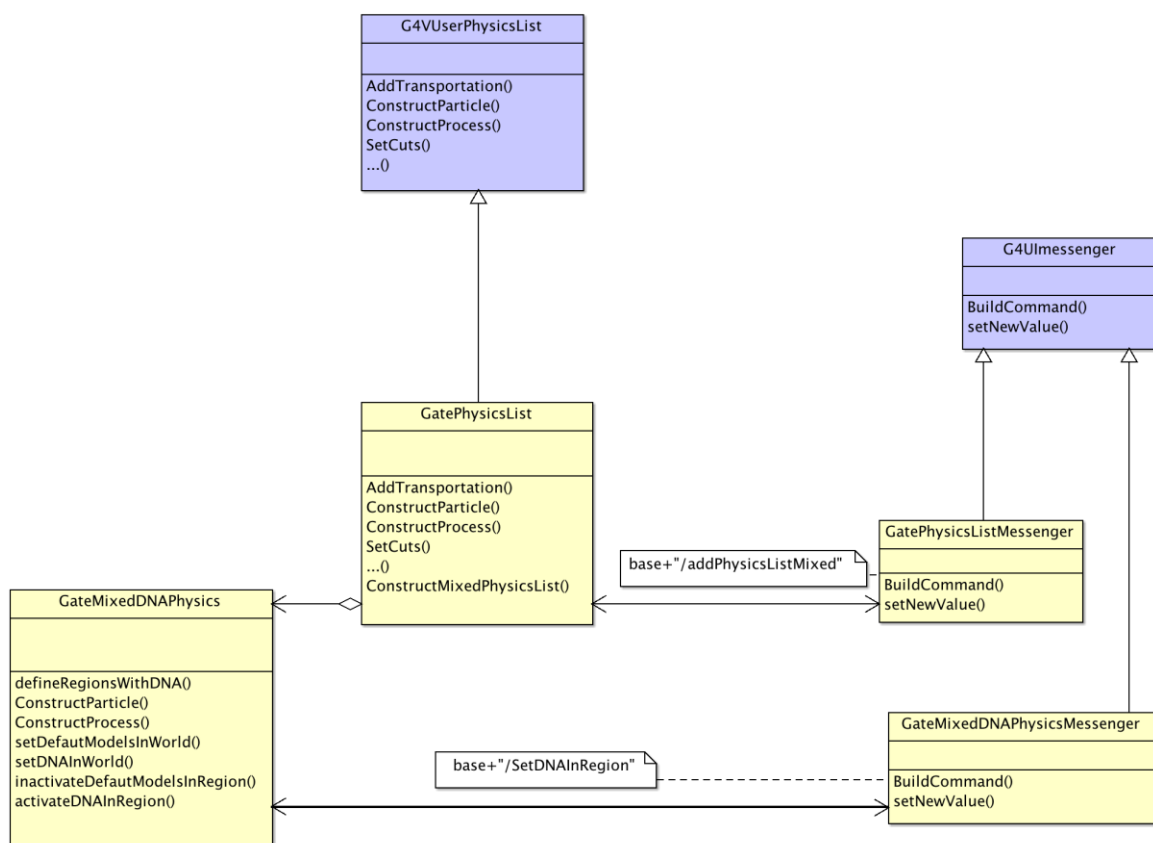 G4VUserPhysicsList
AddTransportation()
ConstructParticle()
ConstructProcess()
SetCuts()
...()
G4UImessenger
BuildCommand()
setNewValue()
GatePhysicsList
AddTransportation()
ConstructParticle()
ConstructProcess()
SetCuts()
...()
ConstructMixedPhysicsList()
base+"/addPhysicsListMixed"
GatePhysicsListMessenger
BuildCommand()
setNewValue()
GateMixedDNAPhysics
defineRegionsWithDNA()
ConstructParticle()
ConstructProcess()
setDefautModelsInWorld()
setDNAInWorld()
inactivateDefautModelsInRegion()
activateDNAInRegion()
base+"/SetDNAInRegion"
GateMixedDNAPhysicsMessenger
BuildCommand()
setNewValue()